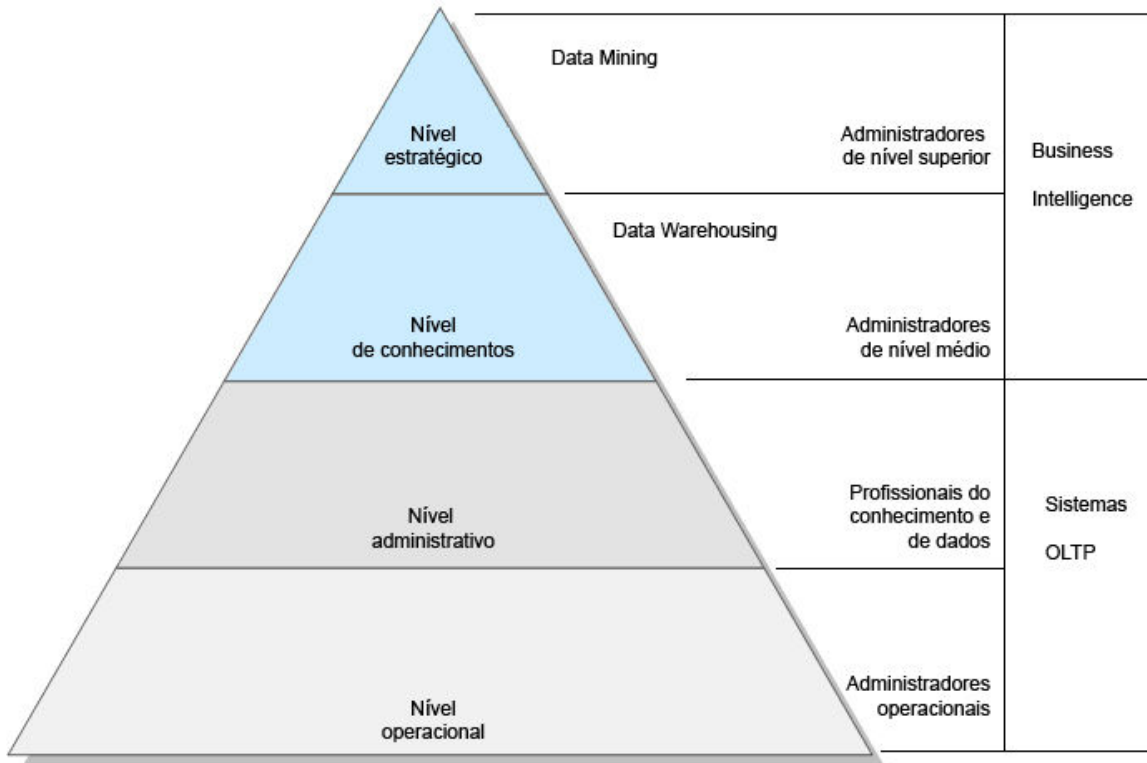 Data Mining
Nível
estratégico
Administradores
de nível superior
Business
Intelligence
Data Warehousing
Nível
de conhecimentos
Administradores
de nível médio
Nível
administrativo
Profissionais do
conhecimento e
de dados
Sistemas
OLTP
Nível
operacional
Administradores
operacionais